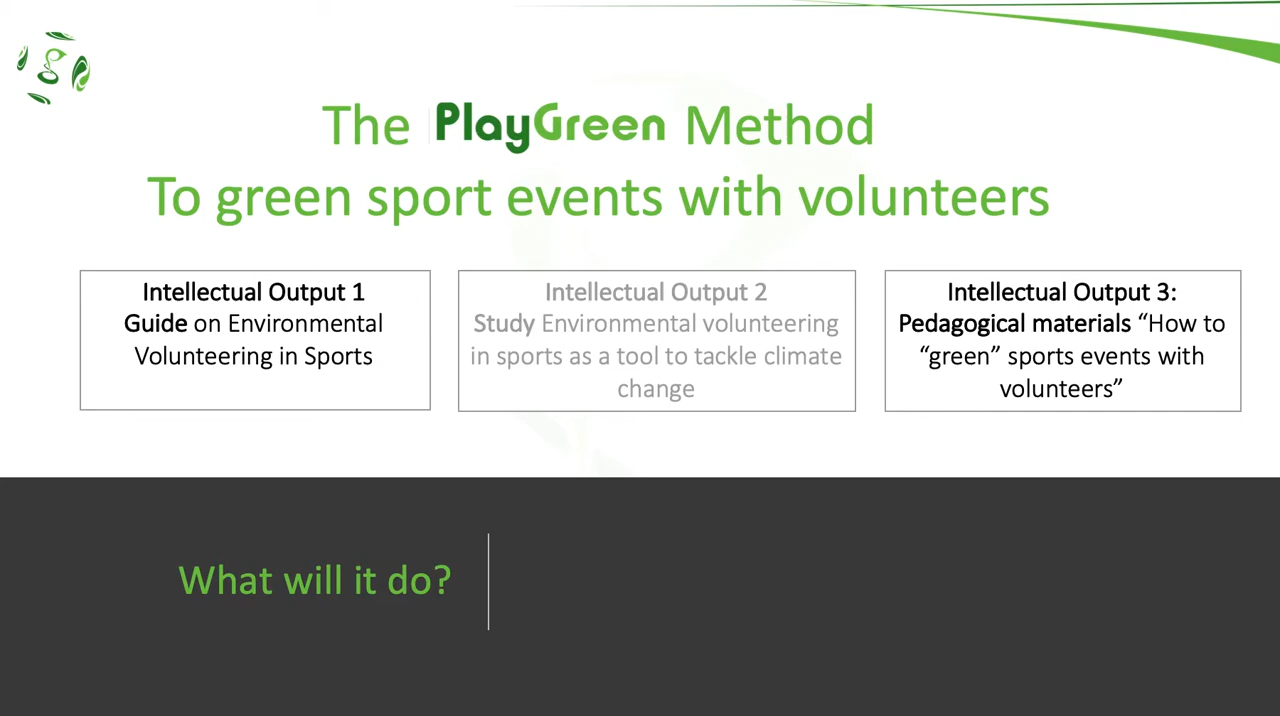 The PlayGreen Method
To green sport events with volunteers
Intellectual Output 1
Guide on Environmental
Volunteering in Sports
Intellectual Output 2
Study Environmental volunteering
in sports as a tool to tackle climate
change
Intellectual Output 3:
Pedagogical materials “How to
“green” sports events with
volunteers”
What will it do?